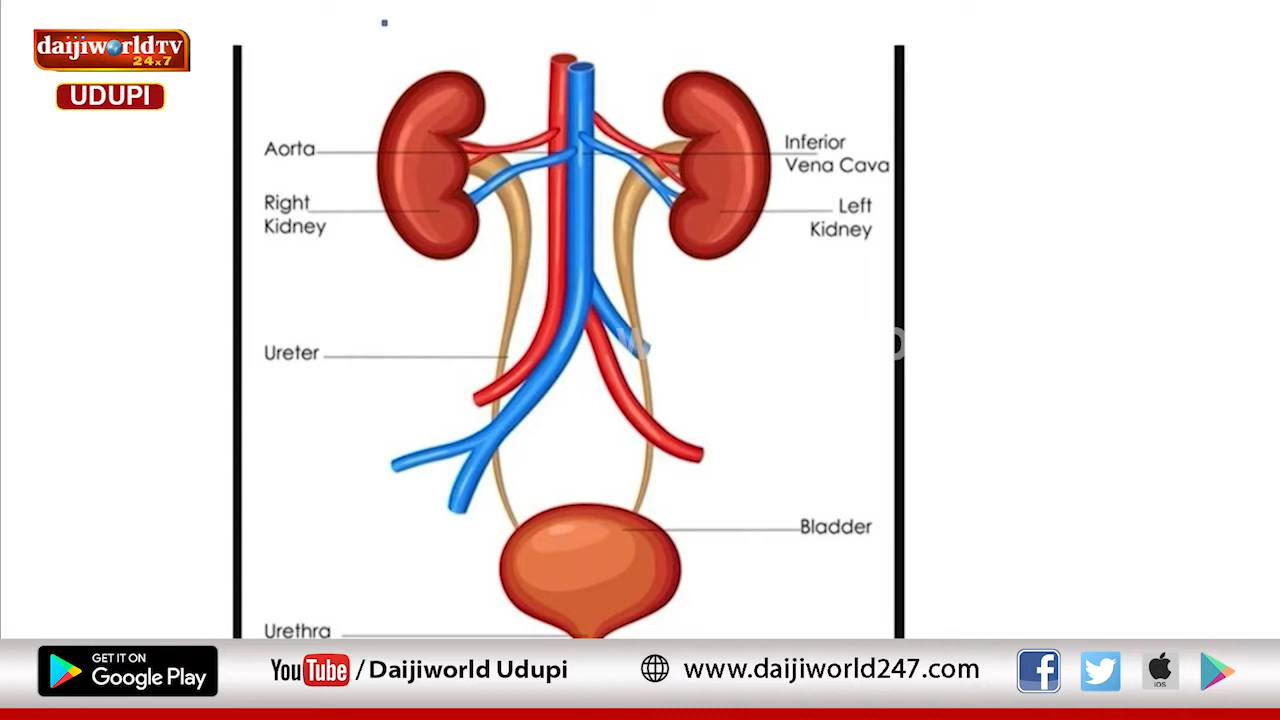 daijiworldTV
24x7
UDUPI
Aorta
Inferior
Vena Cava
Right
Kidney
Left
Kidney
Ureter
Bladder
Urethra
GET IT ON
Google Play
YouTube / Daijiworld Udupi
www.daijiworld247.com
iOS